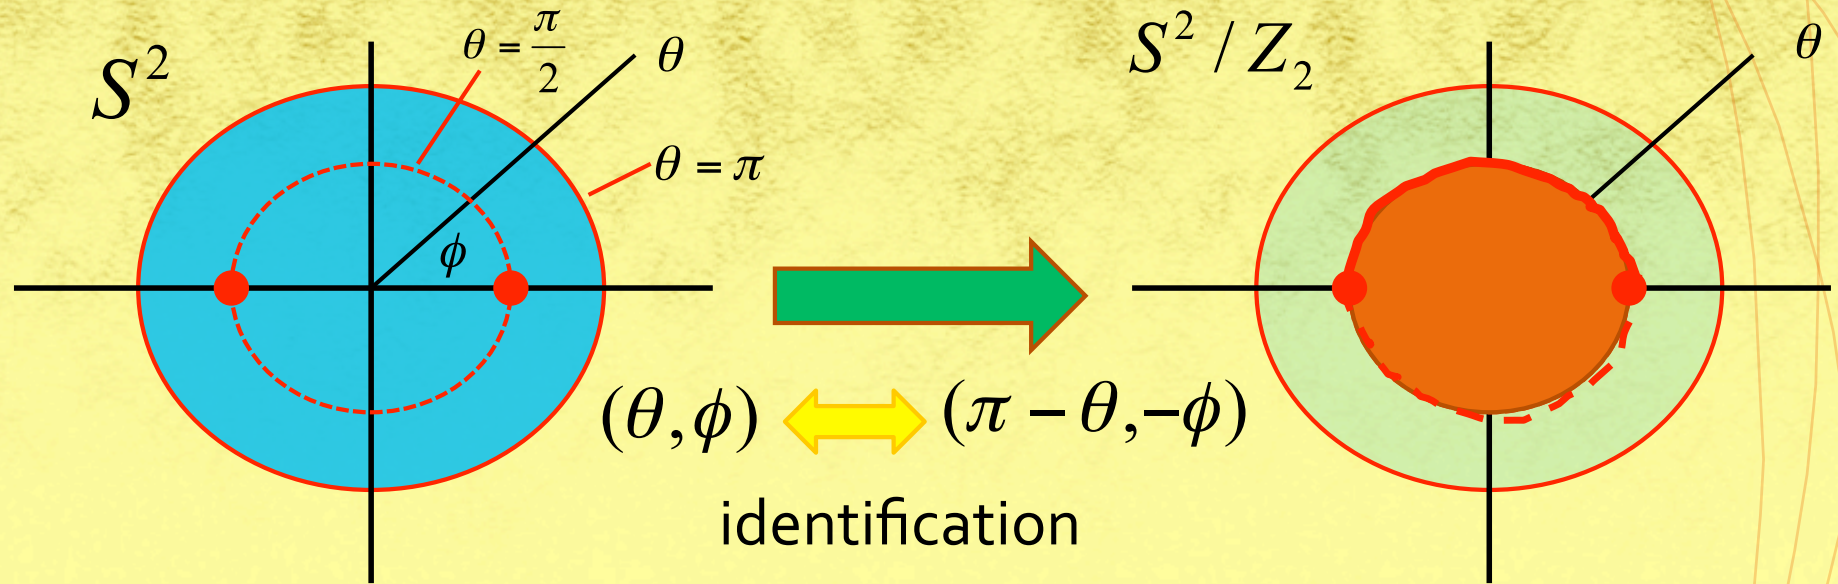 S² 
θ = π/2
θ
θ = π
ϕ
S² / Z₂
θ
(θ,ϕ) (π − θ,−ϕ)
identification